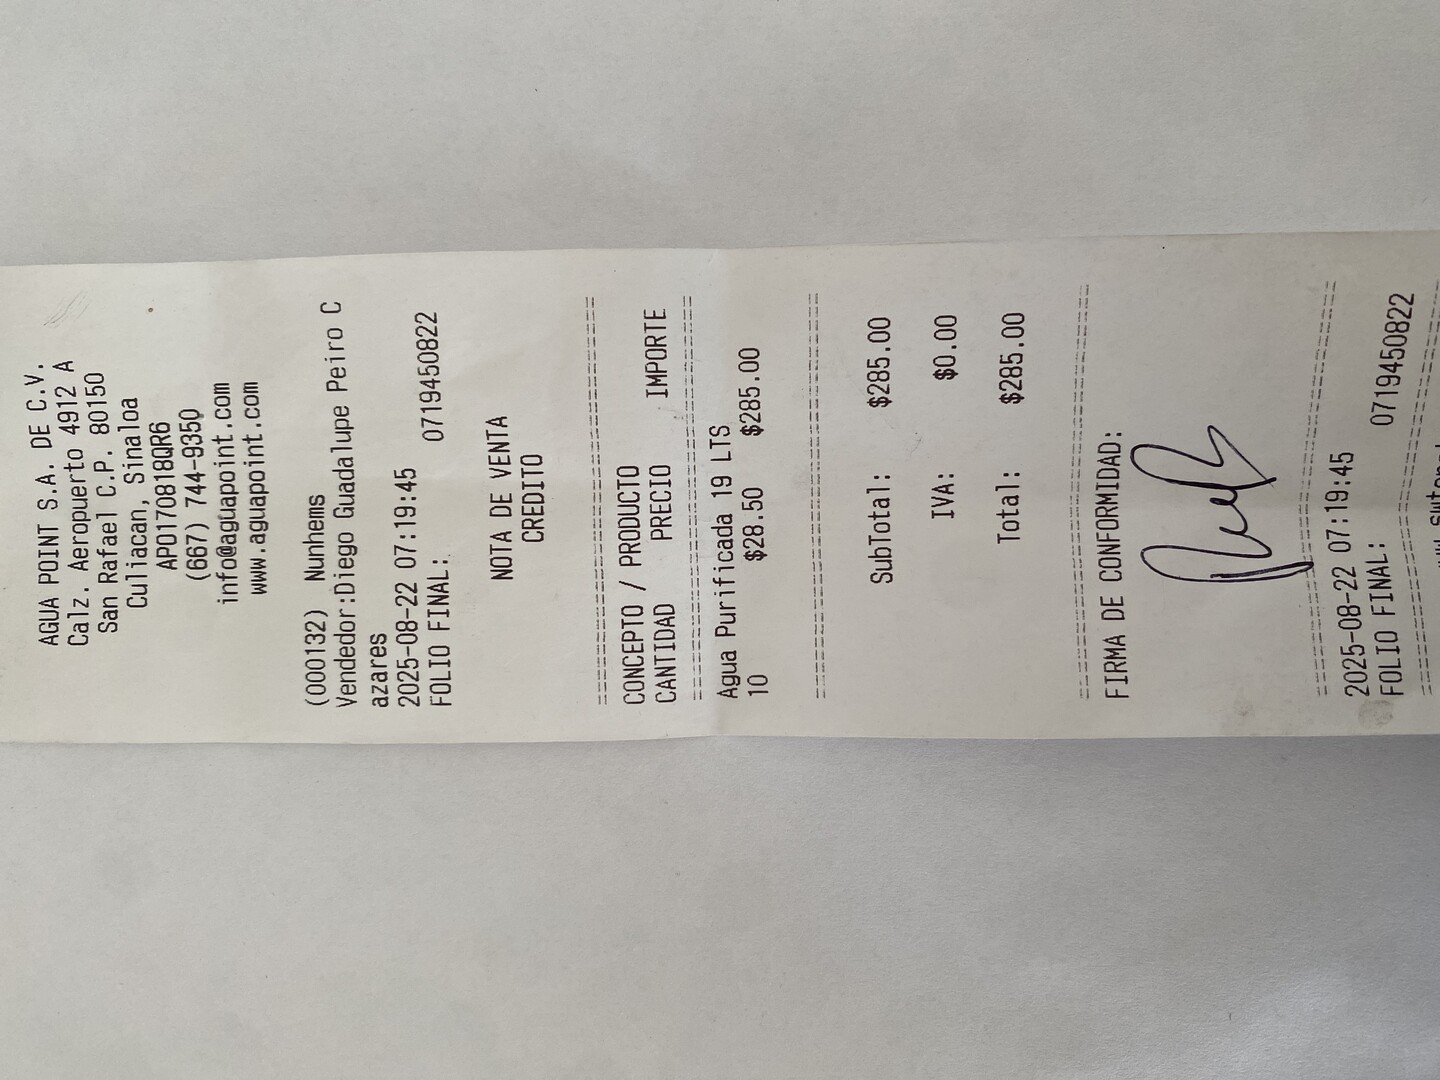 AGUA POINT S.A. DE C.V.
Calz. Aeropuerto 4912 A
San Rafael C.P. 80150
Culiacan, Sinaloa
APO170818QR6
(667) 744-9350
info@aguapoint.com
www.aguapoint.com
(000132) Nunhems
Vendedor:Diego Guadalupe Peiro C
azares
2025-08-22 07:19:45
FOLIO FINAL: 0719450822
NOTA DE VENTA
CREDITO
CONCEPTO / PRODUCTO
CANTIDAD PRECIO IMPORTE
Agua Purificada 19 LTS
10 $28.50 $285.00
SubTotal: $285.00
IVA: $0.00
Total: $285.00
FIRMA DE CONFORMIDAD:
2025-08-22 07:19:45
FOLIO FINAL: 0719450822